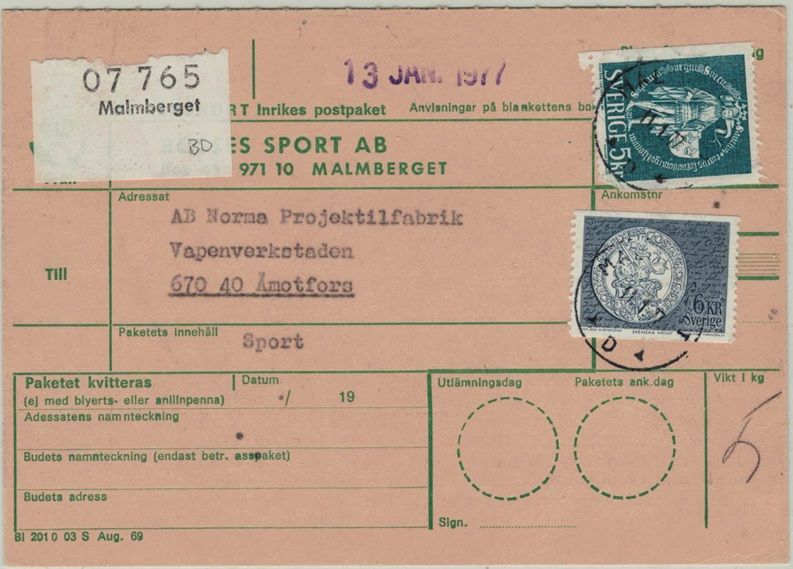 07 765
Malmberget
BD
13 JAN. 1977
Inrikes postpaket
Anvisningar på blankettens
SPORT AB
971 10 MALMBERGET
Adressat
AB Norma Projektilfabrik
Vapenverkstaden
670 40 Åmotfors
Till
Ankomstnr
SVERIGE 5
6 KR
Sverige
Paketets innehåll
Sport
Paketet kvitteras
(ej med blyerts- eller anilinpenna)
Datum
/ 19
Adressatens namnteckning
Budets namnteckning (endast betr. asspaket)
Budets adress
Utlämningsdag
Paketets ank.dag
Vikt i kg
5
Sign.
Bl 2010 03 S Aug. 69